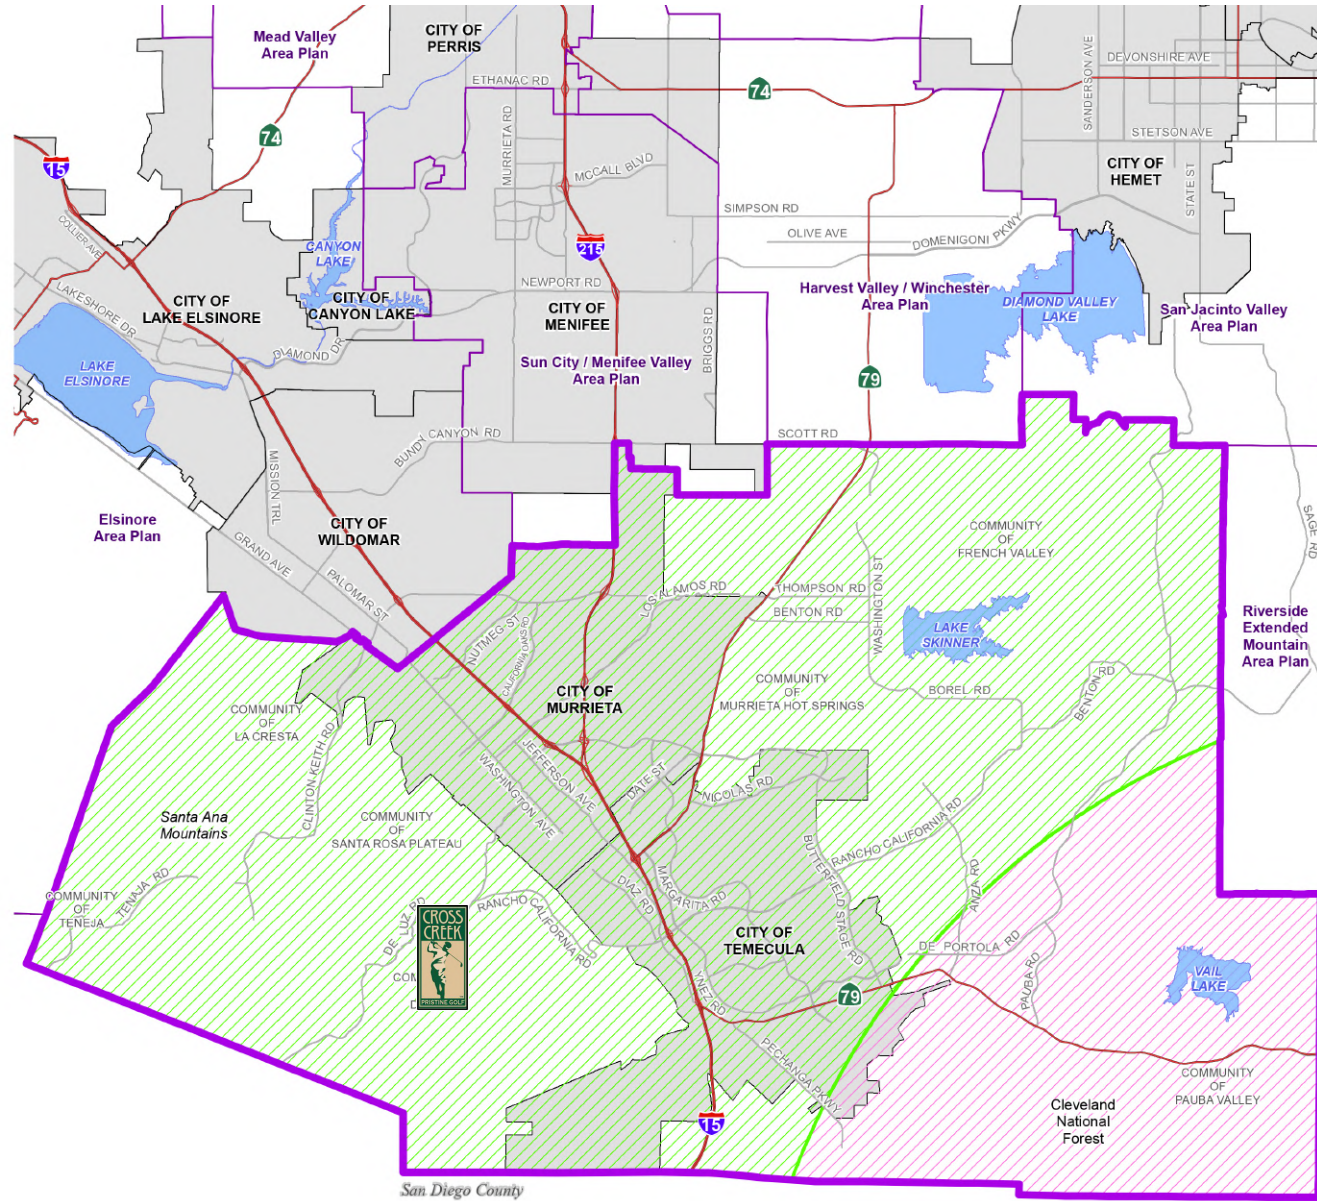 Mead Valley
Area Plan
CITY OF
PERRIS
ETHANAC RD
MURRIETA RD
MCCALL BLVD
74
74
15
215
SANDERSON AVE
DEVONSHIRE AVE
STETSON AVE
CITY OF
HEMET
STATE ST
SIMPSON RD
OLIVE AVE
DOMENIGONI PKWY
COLLIER AVE
CANYON
LAKE
LAKESHORE DR
CITY OF
LAKE ELSINORE
CITY OF
CANYON LAKE
DIAMOND DR
NEWPORT RD
CITY OF
MENIFEE
BRIGGS RD
Harvest Valley / Winchester
Area Plan
DIAMOND VALLEY
LAKE
San Jacinto Valley
Area Plan
LAKE
ELSINORE
Sun City / Menifee Valley
Area Plan
79
BUNDY CANYON RD
SCOTT RD
MISSION TRL
Elsinore
Area Plan
CITY OF
WILDOMAR
GRAND AVE
PALOMAR ST
SAGE RD
COMMUNITY
OF
FRENCH VALLEY
LOS ALAMOS RD
THOMPSON RD
BENTON RD
WASHINGTON ST
LAKE
SKINNER
Riverside
Extended
Mountain
Area Plan
NUTMEG ST
CALIFORNIA OAKS RD
CITY OF
MURRIETA
COMMUNITY
OF
MURRIETA HOT SPRINGS
BOREL RD
BENTON RD
COMMUNITY
OF
LA CRESTA
CLINTON KEITH RD
JEFFERSON AVE
WASHINGTON AVE
DATE ST
NICOLAS RD
Santa Ana
Mountains
COMMUNITY
OF
SANTA ROSA PLATEAU
RANCHO CALIFORNIA RD
BUTTERFIELD STAGE RD
ANZA RD
COMMUNITY
OF
TENEJA
TENAJA RD
DE LUZ RD
CROSS
CREEK
PRISTINE GOLF
COM
RANCHO CALIFORNIA RD
DIAZ RD
MARGARITA RD
CITY OF
TEMECULA
DE PORTOLA RD
PAUBA RD
VAIL
LAKE
YNEZ RD
79
PECHANGA PKWY
COMMUNITY
OF
PAUBA VALLEY
Cleveland
National
Forest
15
San Diego County